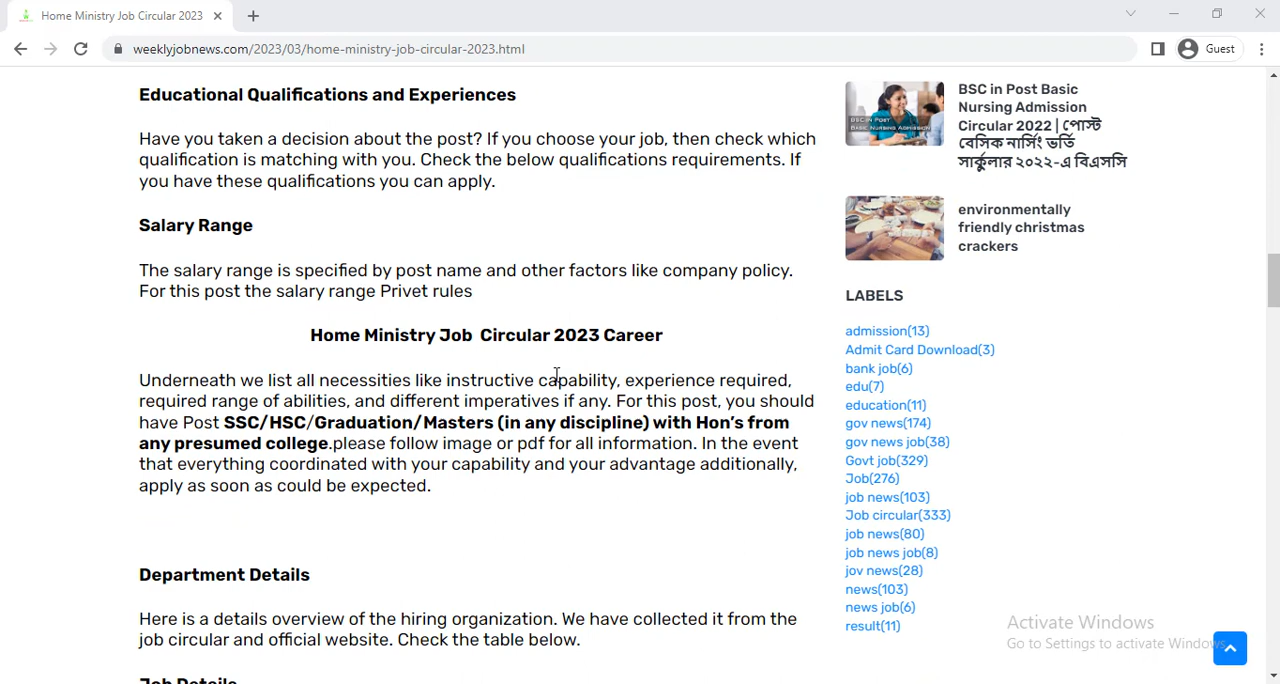 Home Ministry Job Circular 2023
weeklyjobnews.com/2023/03/home-ministry-job-circular-2023.html
Guest
Educational Qualifications and Experiences
Have you taken a decision about the post? If you choose your job, then check which
qualification is matching with you. Check the below qualifications requirements. If
you have these qualifications you can apply.
Salary Range
The salary range is specified by post name and other factors like company policy.
For this post the salary range Privet rules
Home Ministry Job Circular 2023 Career
Underneath we list all necessities like instructive capability, experience required,
required range of abilities, and different imperatives if any. For this post, you should
have Post SSC/HSC/Graduation/Masters (in any discipline) with Hon’s from
any presumed college.please follow image or pdf for all information. In the event
that everything coordinated with your capability and your advantage additionally,
apply as soon as could be expected.
Department Details
Here is a details overview of the hiring organization. We have collected it from the
job circular and official website. Check the table below.
Job Details
BSC IN POST
BASIC NURSING ADMISSION
BSC in Post Basic
Nursing Admission
Circular 2022 | পোস্ট
বেসিক নার্সিং ভর্তি
সার্কুলার ২০২২-এ বিএসসি
environmentally
friendly christmas
crackers
LABELS
admission(13)
Admit Card Download(3)
bank job(6)
edu(7)
education(11)
gov news(174)
gov news job(38)
Govt job(329)
Job(276)
job news(103)
Job circular(333)
job news(80)
job news job(8)
jov news(28)
news(103)
news job(6)
result(11)
Activate Windows
Go to Settings to activate Windows.